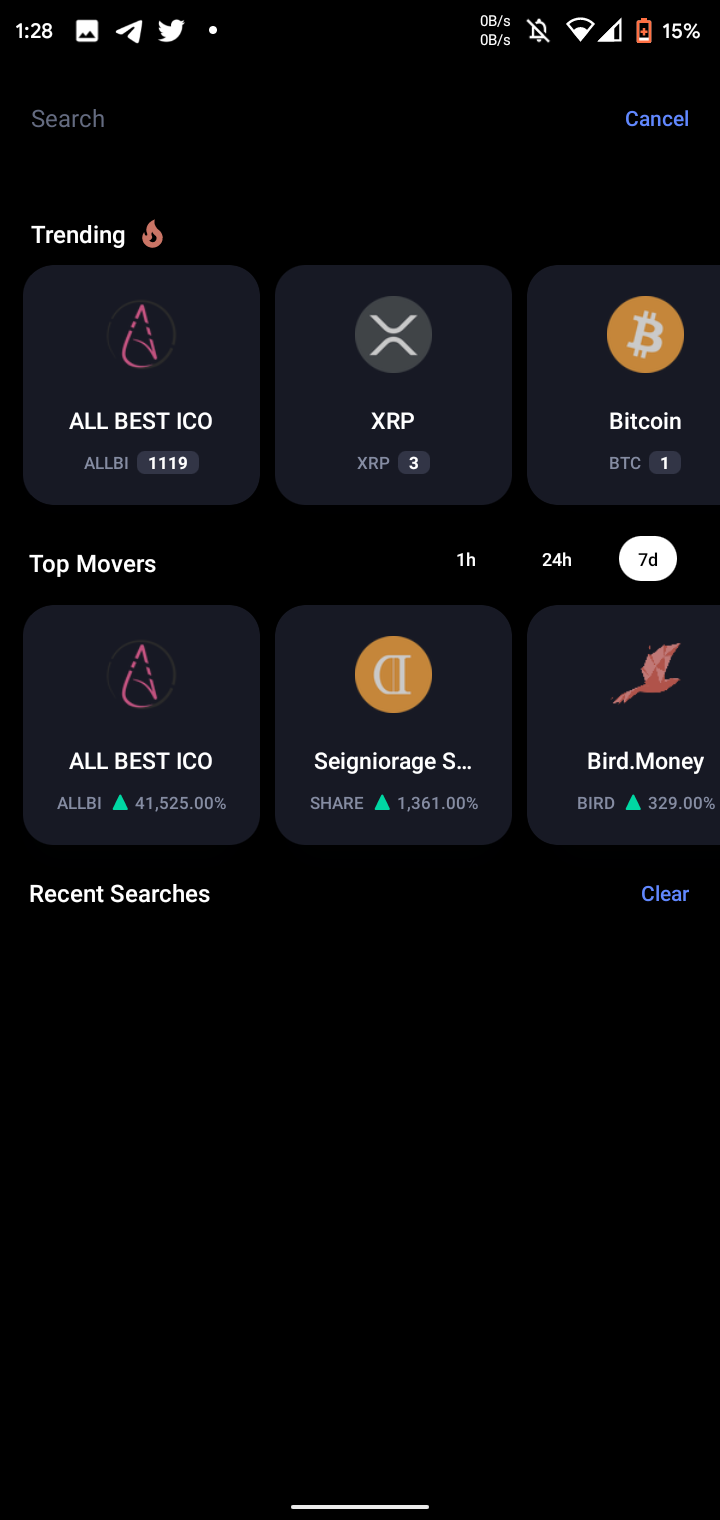 1:28
0B/s
0B/s
15%
Search Cancel
Trending
ALL BEST ICO
ALLBI 1119
XRP
XRP 3
Bitcoin
BTC 1
Top Movers 1h 24h 7d
ALL BEST ICO
ALLBI 41,525.00%
Seigniorage S...
SHARE 1,361.00%
Bird.Money
BIRD 329.00%
Recent Searches Clear